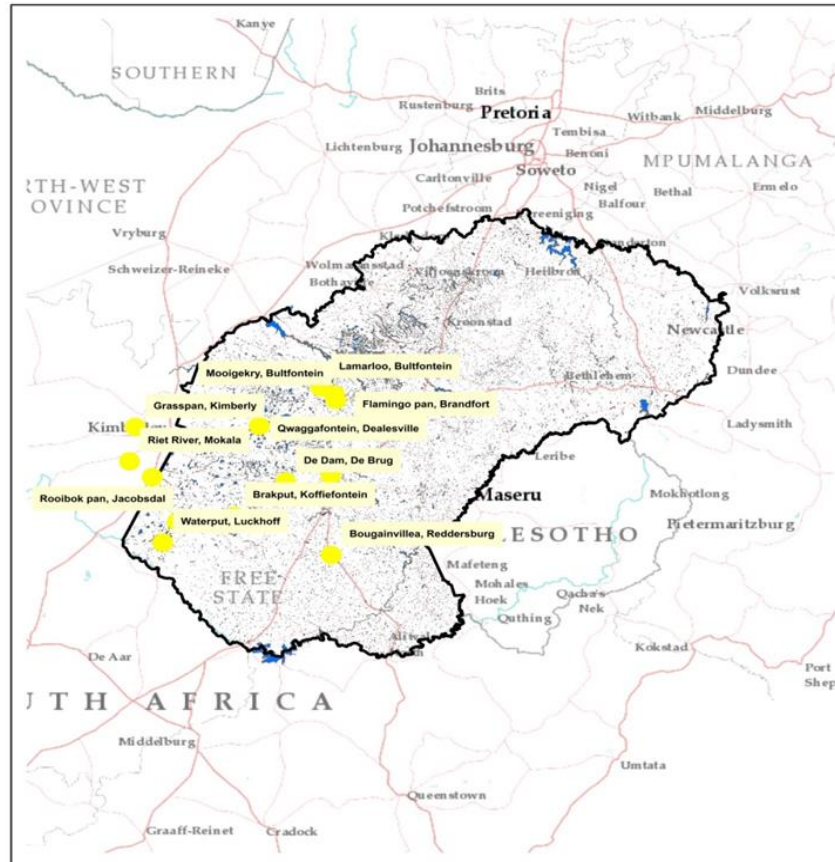 Kanye
SOUTHERN
Brits
Rustenburg
Pretoria
Middelburg
Witbank
Tembisa
Lichtenburg
Johannesburg
Benoni
MPUMALANGA
Soweto
RTH-WEST
ROVINCE
Carltonville
Nigel
Bethal
Ermelo
Potchefstroom
Balfour
Vryburg
Schweizer-Reineke
Heilbron
Volksrust
Kroonstad
Newcastle
Mooigekry, Bultfontein
Lamarloo, Bultfontein
Bethlehem
Dundee
Grasspan, Kimberly
Flamingo pan, Brandfort
Qwaggafontein, Dealesville
Ladysmith
Riet River, Mokala
De Dam, De Brug
Leribe
Rooibok pan, Jacobsdal
Brakput, Koffiefontein
Maseru
Mokhotlong
Waterput, Luckhoff
Bougainvillea, Reddersburg
LESOTHO
Pietermaritzburg
Mafeteng
FREE
STATE
Mohales
Hoek
Qacha's
Nek
Quthing
Kokstad
De Aar
Port
Shep
UTH AFRICA
Middelburg
Umtata
Queenstown
Graaff-Reinet
Cradock